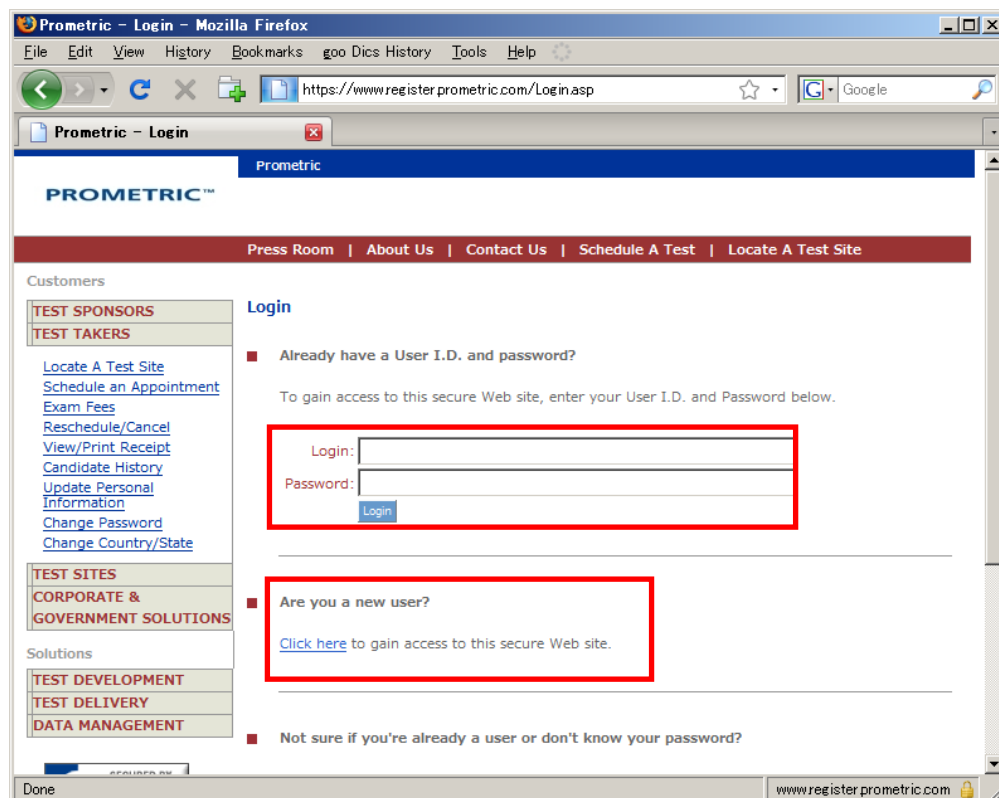 Prometric - Login - Mozilla Firefox
File Edit View History Bookmarks goo Dics History Tools Help
https://www.register.prometric.com/Login.asp
G Google
Prometric - Login
Prometric
PROMETRIC™
Press Room | About Us | Contact Us | Schedule A Test | Locate A Test Site
Customers
TEST SPONSORS
TEST TAKERS
Locate A Test Site
Schedule an Appointment
Exam Fees
Reschedule/Cancel
View/Print Receipt
Candidate History
Update Personal
Information
Change Password
Change Country/State
TEST SITES
CORPORATE &
GOVERNMENT SOLUTIONS
Solutions
TEST DEVELOPMENT
TEST DELIVERY
DATA MANAGEMENT
Login
Already have a User I.D. and password?
To gain access to this secure Web site, enter your User I.D. and Password below.
Login:
Password:
Login
Are you a new user?
Click here to gain access to this secure Web site.
Not sure if you're already a user or don't know your password?
Done
www.register.prometric.com